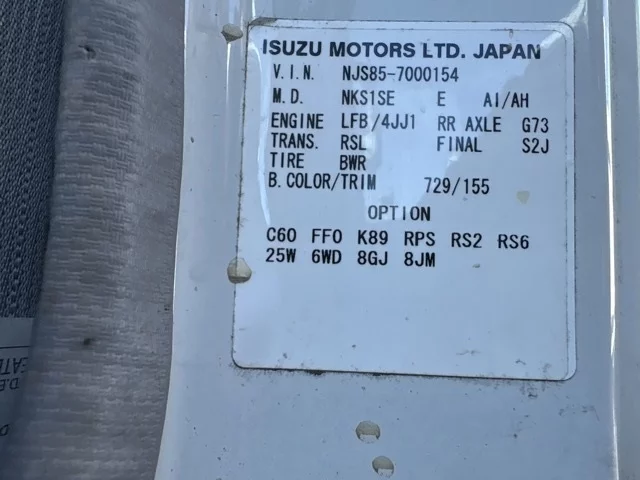 ISUZU MOTORS LTD. JAPAN
V.I.N. NJS85-7000154
M.D. NKS1SE E AI/AH
ENGINE LFB/4JJ1 RR AXLE G73
TRANS. RSL FINAL S2J
TIRE BWR
B.COLOR/TRIM 729/155
OPTION
C60 FF0 K89 RPS RS2 RS6
25W 6WD 8GJ 8JM